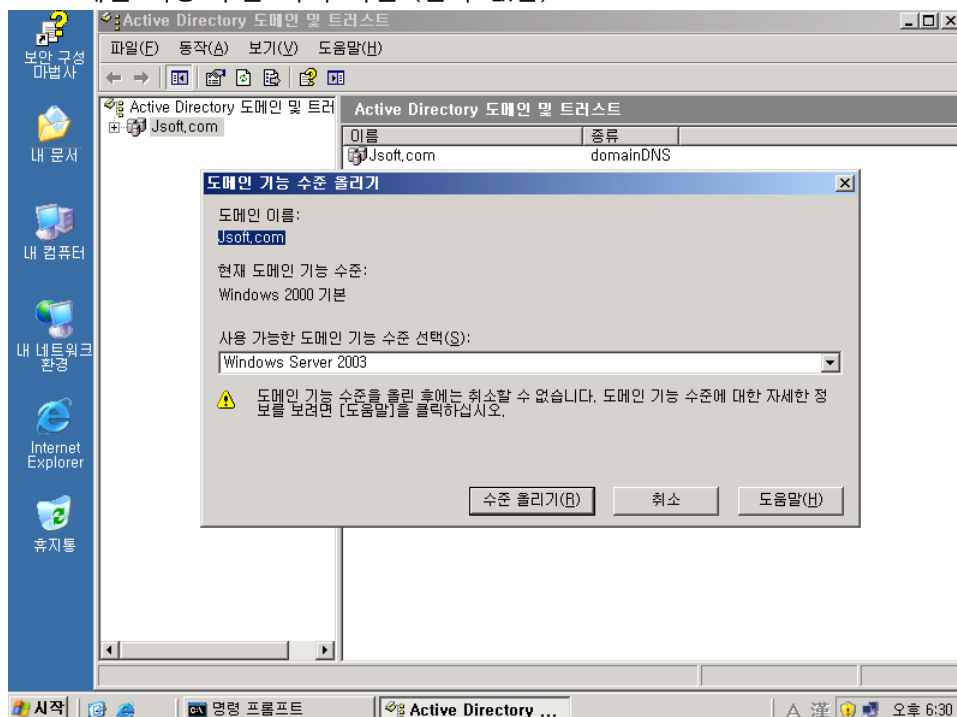 Active Directory 도메인 및 트러스트
파일(F) 동작(A) 보기(V) 도움말(H)
보안 구성
마법사
내 문서
내 컴퓨터
내 네트워크
환경
Internet
Explorer
휴지통
Active Directory 도메인 및 트러
Jsoft.com
Active Directory 도메인 및 트러스트
이름 종류
Jsoft.com domainDNS
도메인 기능 수준 올리기
도메인 이름:
Jsoft.com
현재 도메인 기능 수준:
Windows 2000 기본
사용 가능한 도메인 기능 수준 선택(S):
Windows Server 2003
도메인 기능 수준을 올린 후에는 취소할 수 없습니다. 도메인 기능 수준에 대한 자세한 정
보를 보려면 [도움말]을 클릭하십시오.
수준 올리기(R) 취소 도움말(H)
시작 명령 프롬프트 Active Directory ... A 漢 오후 6:30